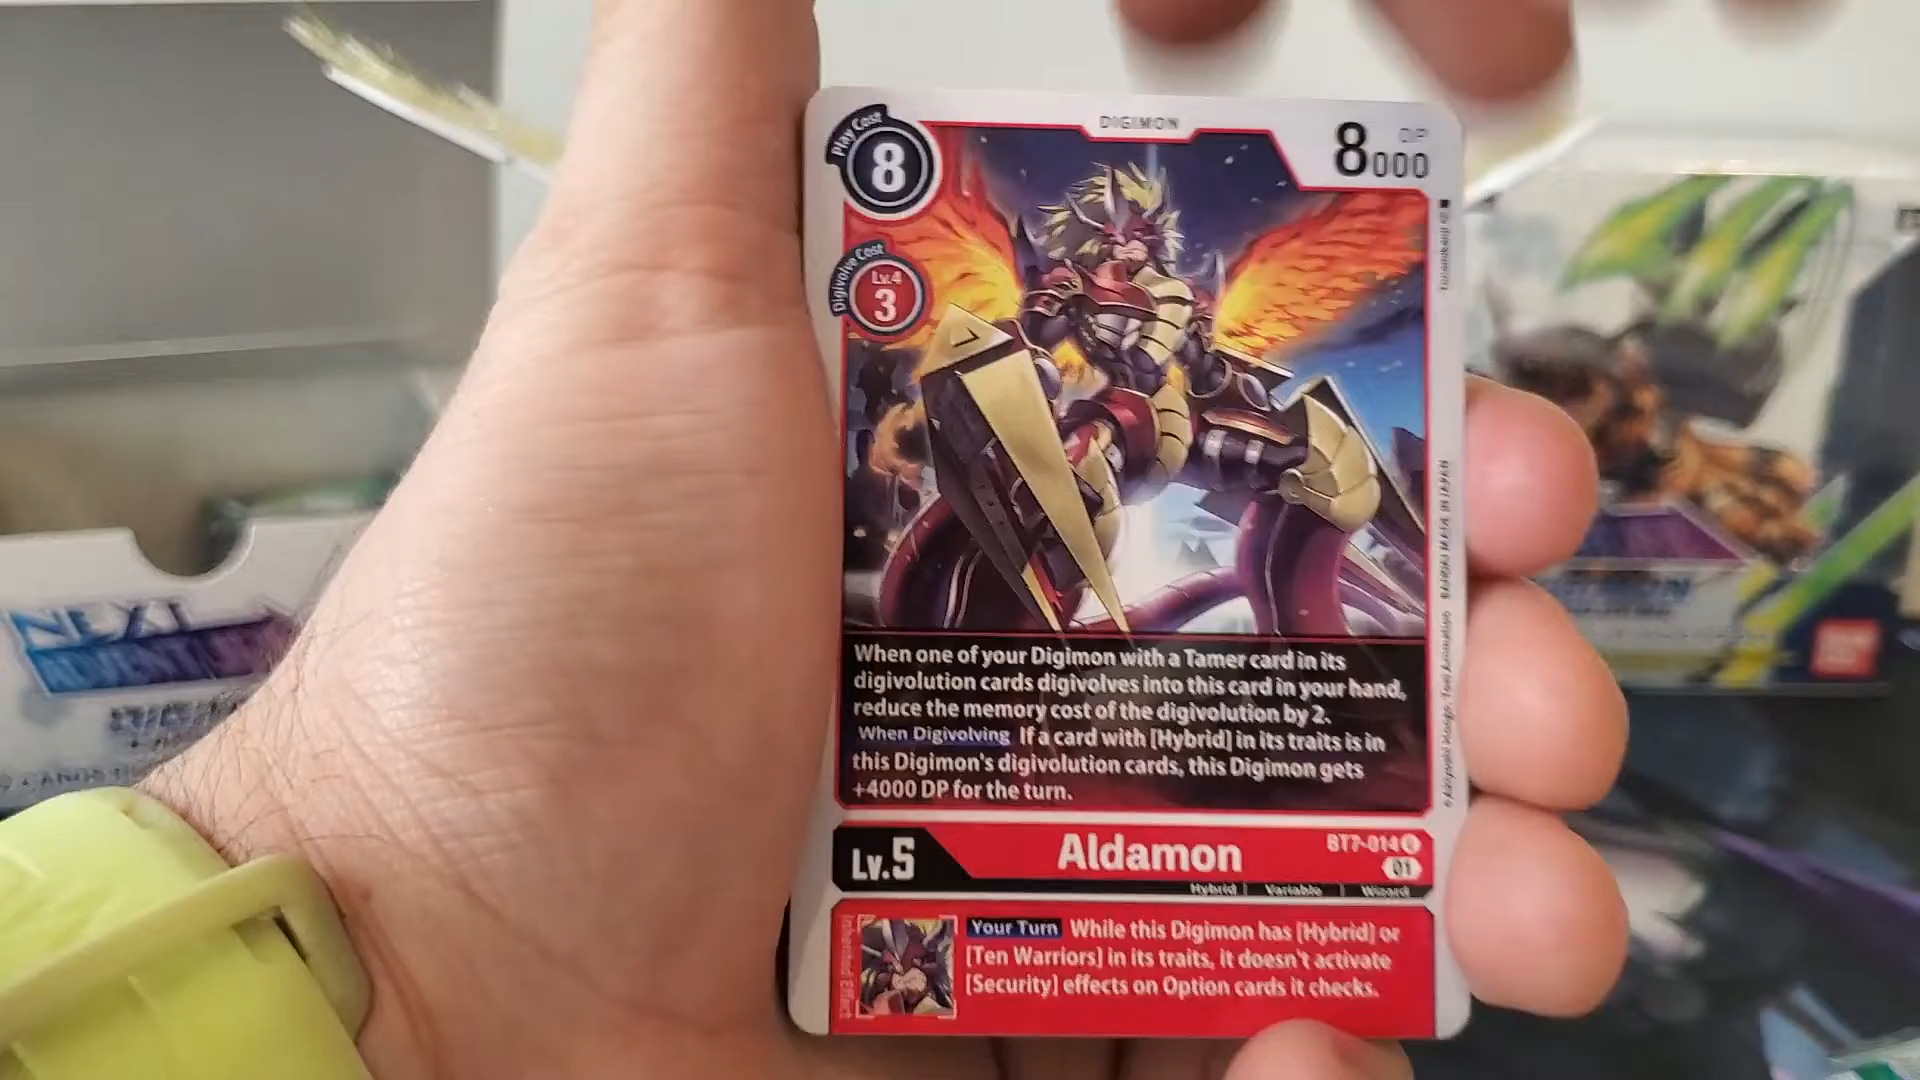 Play Cost
8
DIGIMON
DP
8000
Digivolve Cost
Lv.4
3
When one of your Digimon with a Tamer card in its
digivolution cards digivolves into this card in your hand,
reduce the memory cost of the digivolution by 2.
When Digivolving If a card with [Hybrid] in its traits is in
this Digimon's digivolution cards, this Digimon gets
+4000 DP for the turn.
Lv.5
Aldamon
BT7-014
01
Hybrid | Variable | Wizard
Inherited Effect
Your Turn While this Digimon has [Hybrid] or
[Ten Warriors] in its traits, it doesn't activate
[Security] effects on Option cards it checks.
NEXT